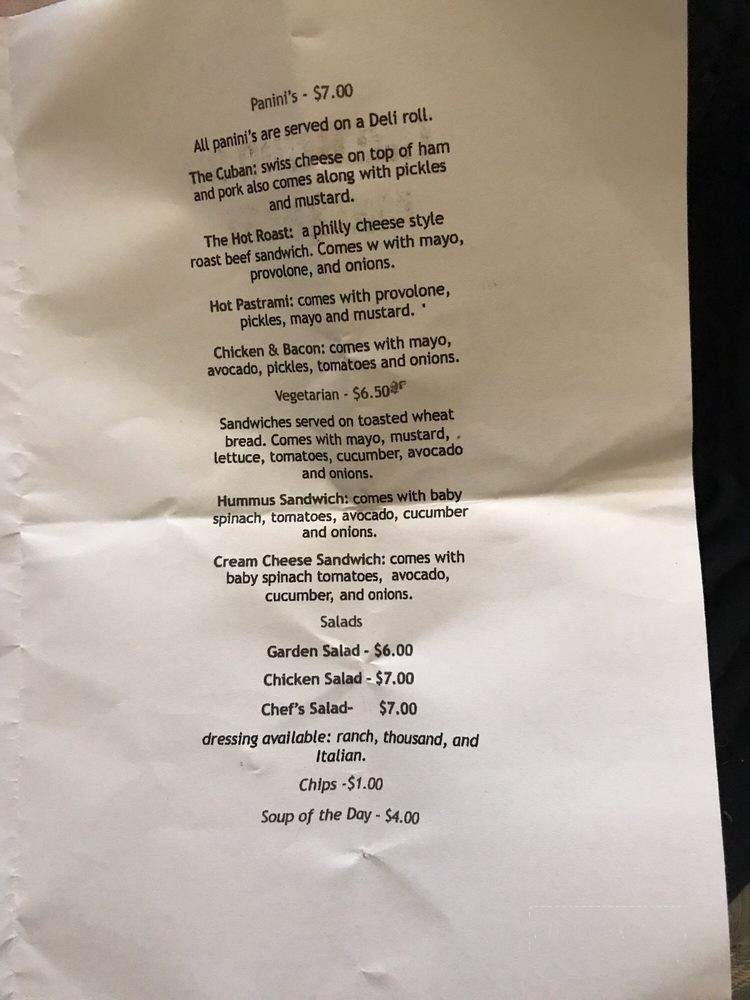 Panini's - $7.00
All panini's are served on a Deli roll.
The Cuban: swiss cheese on top of ham
and pork also comes along with pickles
and mustard.
The Hot Roast: a philly cheese style
roast beef sandwich. Comes w with mayo,
provolone, and onions.
Hot Pastrami: comes with provolone,
pickles, mayo and mustard.
Chicken & Bacon: comes with mayo,
avocado, pickles, tomatoes and onions.
Vegetarian - $6.50
Sandwiches served on toasted wheat
bread. Comes with mayo, mustard,
lettuce, tomatoes, cucumber, avocado
and onions.
Hummus Sandwich: comes with baby
spinach, tomatoes, avocado, cucumber
and onions.
Cream Cheese Sandwich: comes with
baby spinach tomatoes, avocado,
cucumber, and onions.
Salads
Garden Salad - $6.00
Chicken Salad - $7.00
Chef's Salad- $7.00
dressing available: ranch, thousand, and
Italian.
Chips -$1.00
Soup of the Day - $4.00